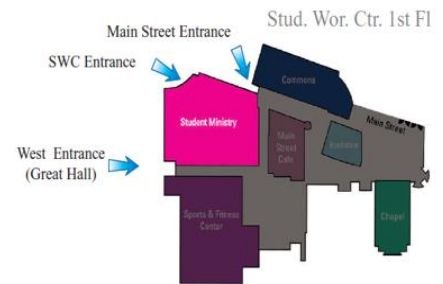 Stud. Wor. Ctr. 1st Fl
Main Street Entrance
SWC Entrance
Commons
Student Ministry
Main Street
Main
Street
Cafe
Bookstore
West Entrance
(Great Hall)
Sports & Fitness
Center
Chapel